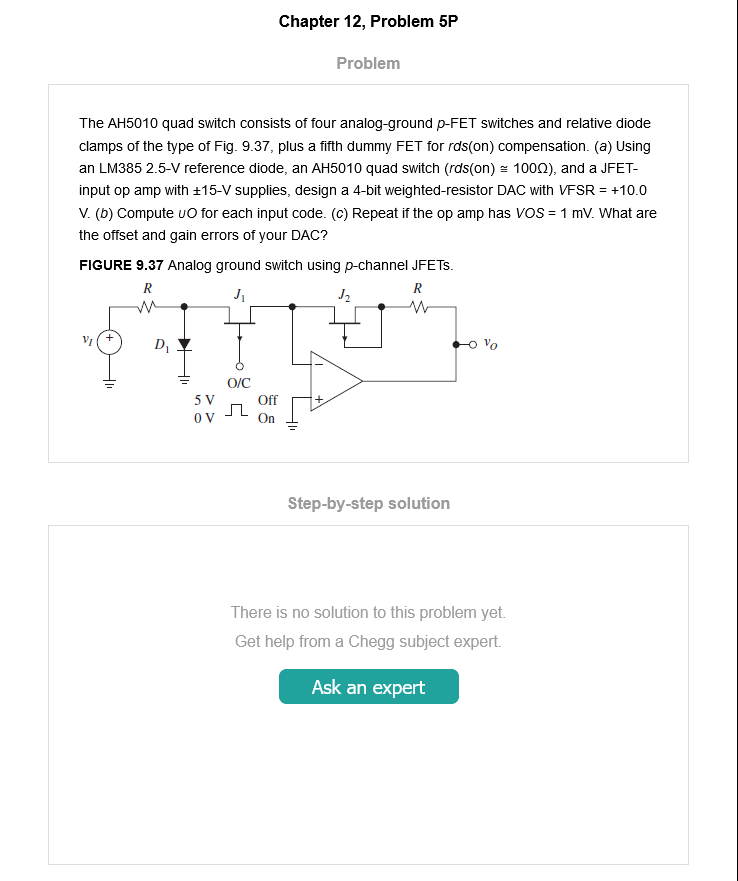 Chapter 12, Problem 5P
Problem
The AH5010 quad switch consists of four analog-ground p-FET switches and relative diode
clamps of the type of Fig. 9.37, plus a fifth dummy FET for rds(on) compensation. (a) Using
an LM385 2.5-V reference diode, an AH5010 quad switch (rds(on) ≅ 100Ω), and a JFET-
input op amp with ±15-V supplies, design a 4-bit weighted-resistor DAC with VFSR = +10.0
V. (b) Compute υO for each input code. (c) Repeat if the op amp has VOS = 1 mV. What are
the offset and gain errors of your DAC?
FIGURE 9.37 Analog ground switch using p-channel JFETs.
R J1 J2 R
vI + D1 − vO
O/C
5 V Off +
0 V On
Step-by-step solution
There is no solution to this problem yet.
Get help from a Chegg subject expert.
Ask an expert